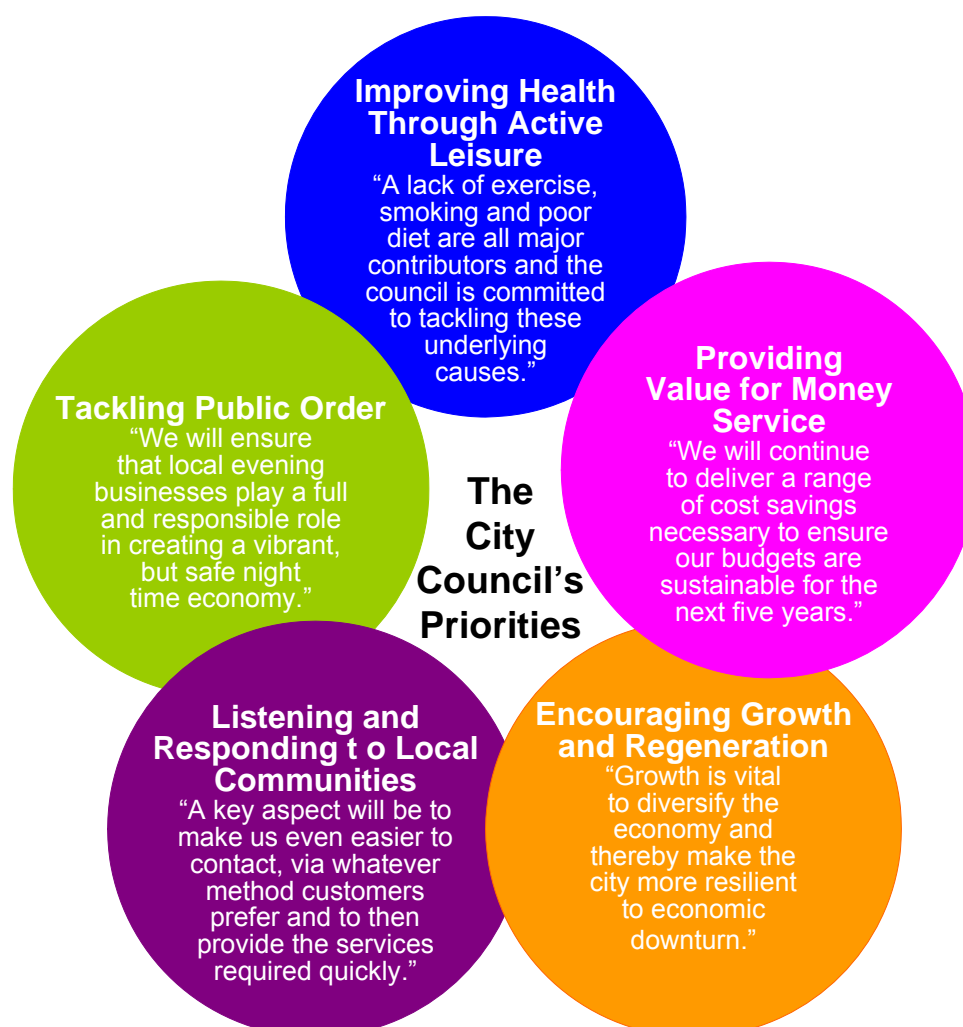 Improving Health
Through Active
Leisure
“A lack of exercise,
smoking and poor
diet are all major
contributors and the
council is committed
to tackling these
underlying
causes.”
Providing
Value for Money
Service
“We will continue
to deliver a range
of cost savings
necessary to ensure
our budgets are
sustainable for the
next five years.”
Tackling Public Order
“We will ensure
that local evening
businesses play a full
and responsible role
in creating a vibrant,
but safe night
time economy.”
The
City
Council’s
Priorities
Listening and
Responding t o Local
Communities
“A key aspect will be to
make us even easier to
contact, via whatever
method customers
prefer and to then
provide the services
required quickly.”
Encouraging Growth
and Regeneration
“Growth is vital
to diversify the
economy and
thereby make the
city more resilient
to economic
downturn.”